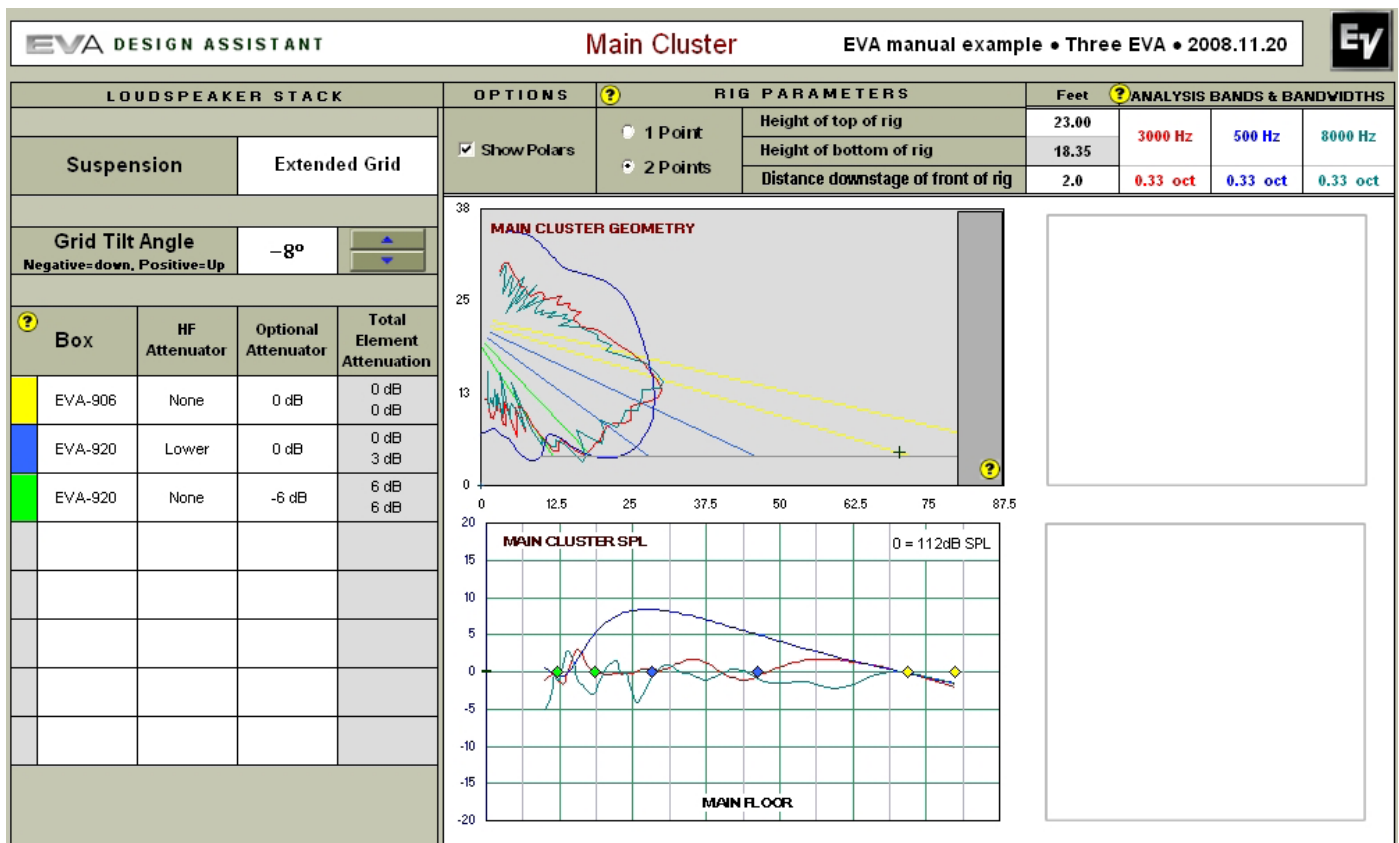 EVA DESIGN ASSISTANT
Main Cluster
EVA manual example • Three EVA • 2008.11.20
EV
LOUDSPEAKER STACK
Suspension
Extended Grid
Grid Tilt Angle
Negative=down, Positive=Up
−8º
?
Box
HF Attenuator
Optional Attenuator
Total Element Attenuation
EVA-906
None
0 dB
0 dB
0 dB
EVA-920
Lower
0 dB
0 dB
3 dB
EVA-920
None
-6 dB
6 dB
6 dB
OPTIONS
Show Polars
?
RIG PARAMETERS
Feet
1 Point
2 Points
Height of top of rig
23.00
Height of bottom of rig
18.35
Distance downstage of front of rig
2.0
?
ANALYSIS BANDS & BANDWIDTHS
3000 Hz
500 Hz
8000 Hz
0.33 oct
0.33 oct
0.33 oct
MAIN CLUSTER GEOMETRY
38
25
13
0
0
12.5
25
37.5
50
62.5
75
87.5
?
MAIN CLUSTER SPL
0 = 112dB SPL
20
15
10
5
0
-5
-10
-15
-20
MAIN FLOOR